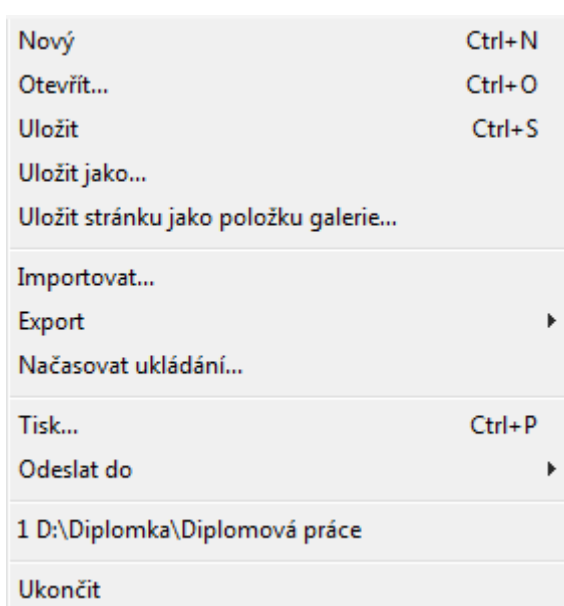 Nový Ctrl+N
Otevřít... Ctrl+O
Uložit Ctrl+S
Uložit jako...
Uložit stránku jako položku galerie...
Importovat...
Export
Načasovat ukládání...
Tisk... Ctrl+P
Odeslat do
1 D:\Diplomka\Diplomová práce
Ukončit